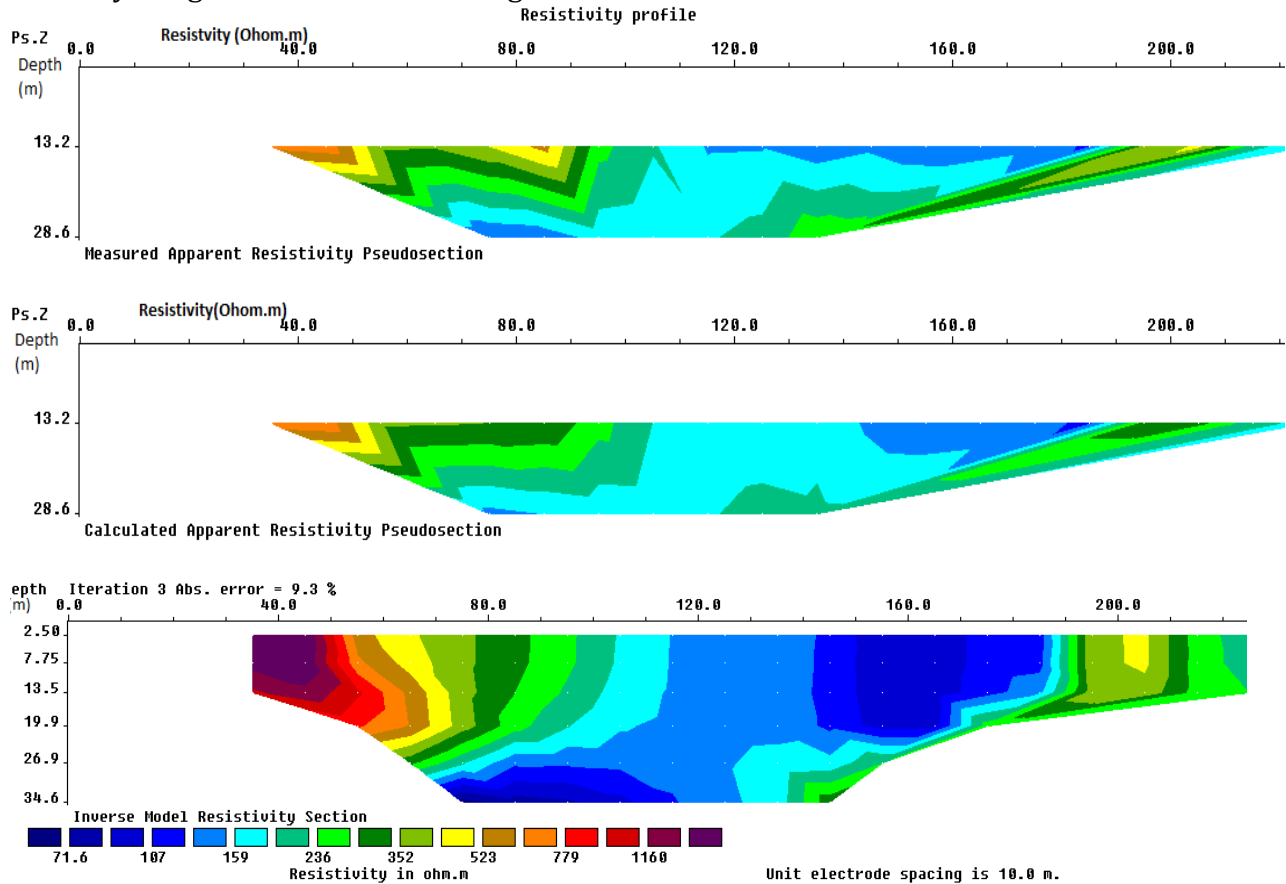 Resistivity profile
Ps.Z Resistvity (Ohom.m)
0.0 40.0 80.0 120.0 160.0 200.0
Depth
(m)
13.2
28.6
Measured Apparent Resistivity Pseudosection
Ps.Z Resistivity(Ohom.m)
0.0 40.0 80.0 120.0 160.0 200.0
Depth
(m)
13.2
28.6
Calculated Apparent Resistivity Pseudosection
epth Iteration 3 Abs. error = 9.3 %
m) 0.0 40.0 80.0 120.0 160.0 200.0
2.50
7.75
13.5
19.9
26.9
34.6
Inverse Model Resistivity Section
71.6 107 159 236 352 523 779 1160
Resistivity in ohm.m Unit electrode spacing is 10.0 m.